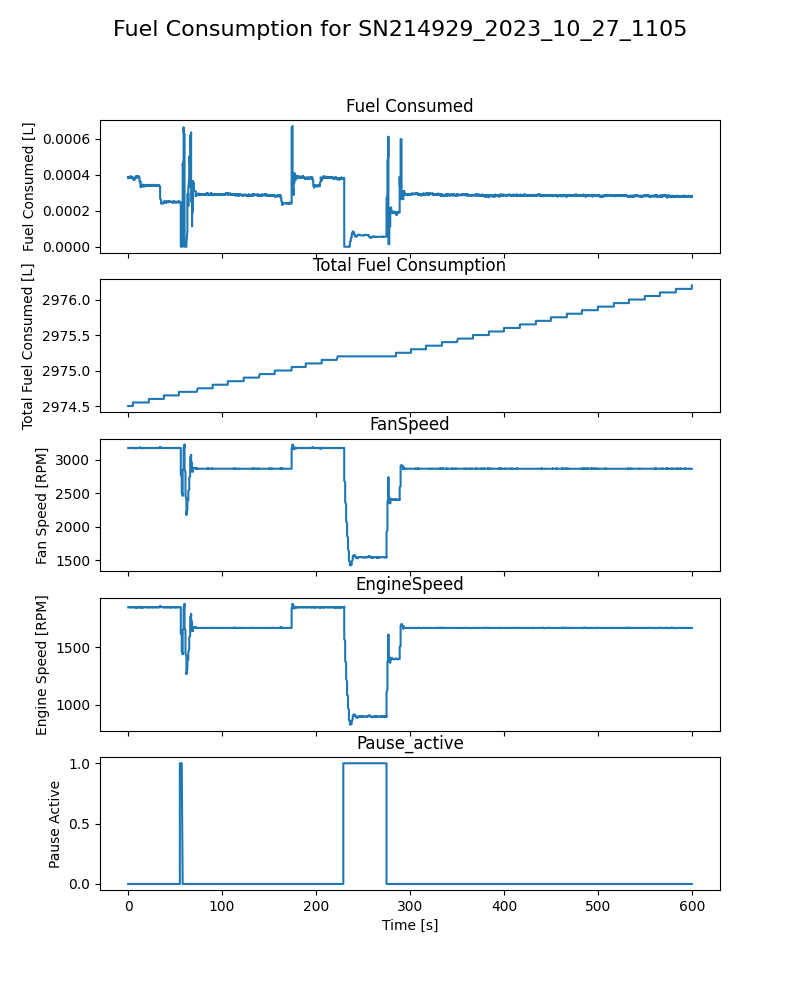 Fuel Consumption for SN214929_2023_10_27_1105
Fuel Consumed
Fuel Consumed [L]
0.0006
0.0004
0.0002
0.0000
Total Fuel Consumption
Total Fuel Consumed [L]
2976.0
2975.5
2975.0
2974.5
FanSpeed
Fan Speed [RPM]
3000
2500
2000
1500
EngineSpeed
Engine Speed [RPM]
1500
1000
Pause_active
Pause Active
1.0
0.5
0.0
0 100 200 300 400 500 600
Time [s]